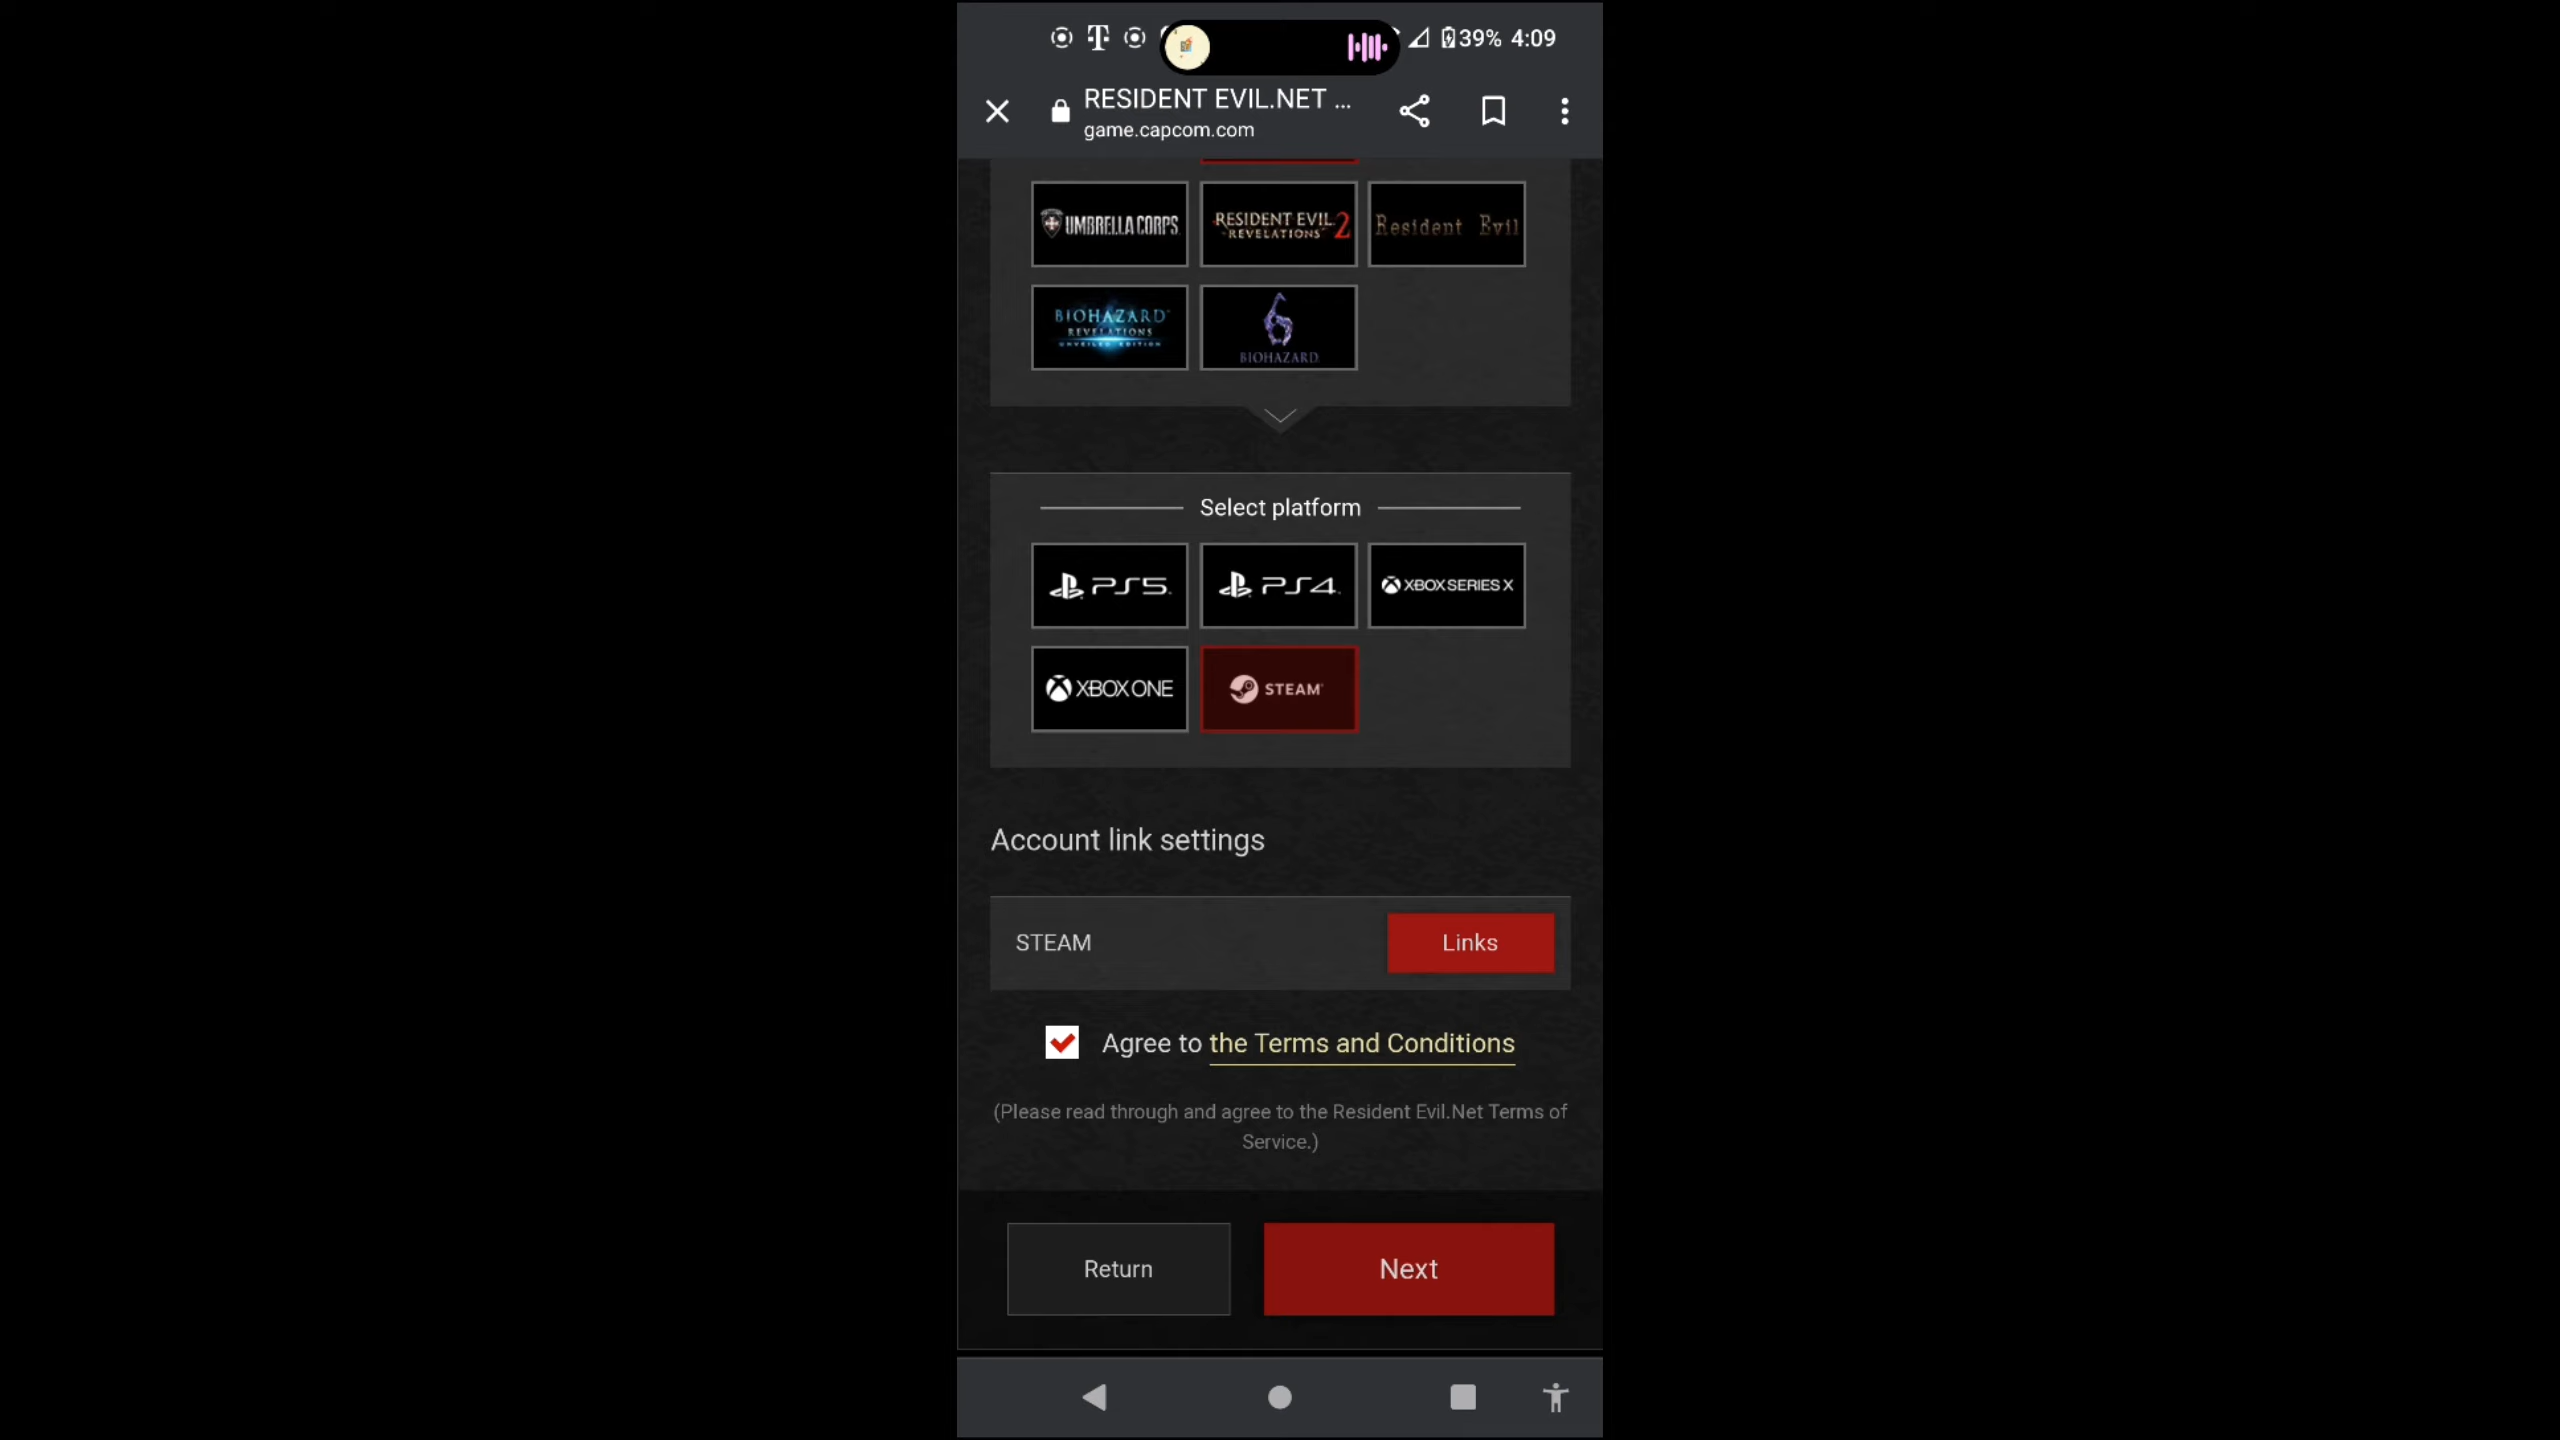 39% 4:09
RESIDENT EVIL.NET ...
game.capcom.com
UMBRELLA CORPS
RESIDENT EVIL
REVELATIONS 2
Resident Evil
BIOHAZARD
REVELATIONS
UNVEILED EDITION
6
BIOHAZARD
Select platform
PS5
PS4
XBOX SERIES X
XBOX ONE
STEAM
Account link settings
STEAM
Links
Agree to the Terms and Conditions
(Please read through and agree to the Resident Evil.Net Terms of
Service.)
Return
Next